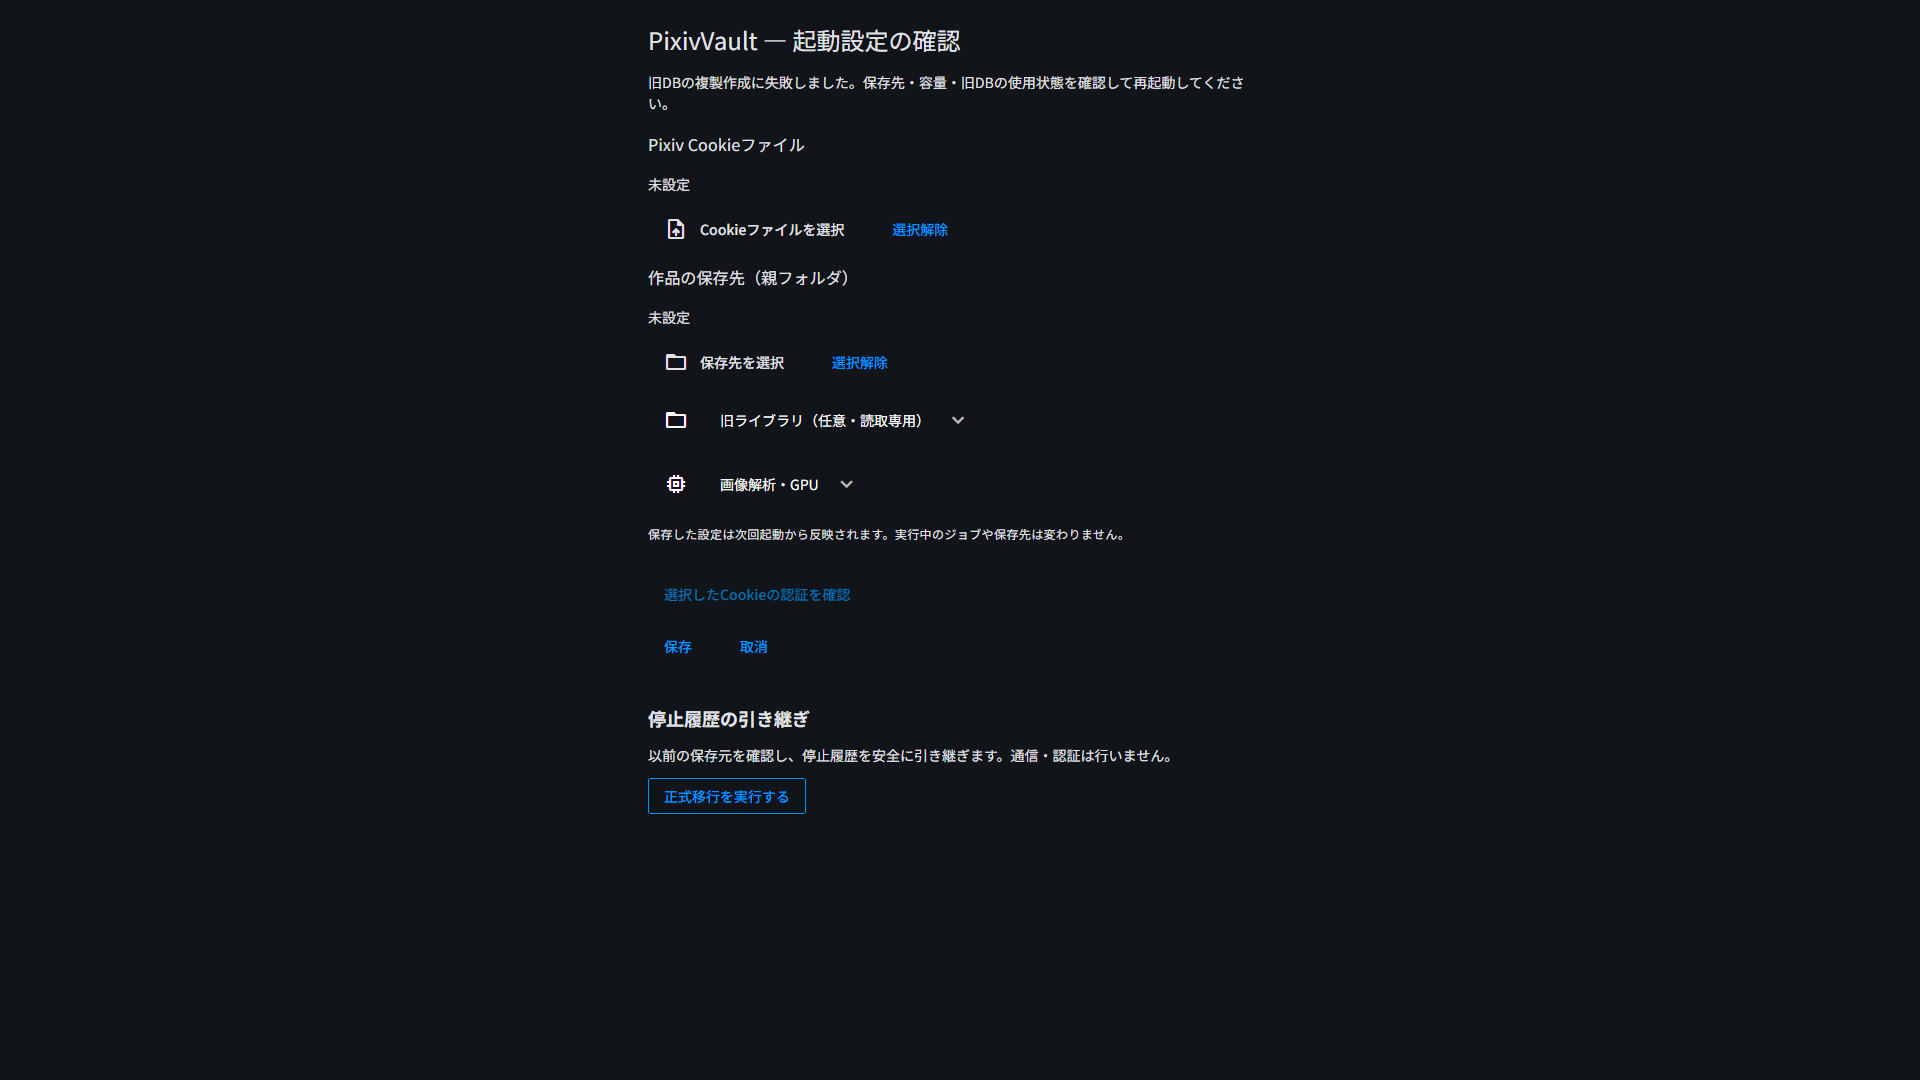 PixivVault — 起動設定の確認
旧DBの複製作成に失敗しました。保存先・容量・旧DBの使用状態を確認して再起動してくださ
い。
Pixiv Cookieファイル
未設定
Cookieファイルを選択 選択解除
作品の保存先（親フォルダ）
未設定
保存先を選択 選択解除
旧ライブラリ（任意・読取専用）
画像解析・GPU
保存した設定は次回起動から反映されます。実行中のジョブや保存先は変わりません。
選択したCookieの認証を確認
保存 取消
停止履歴の引き継ぎ
以前の保存元を確認し、停止履歴を安全に引き継ぎます。通信・認証は行いません。
正式移行を実行する